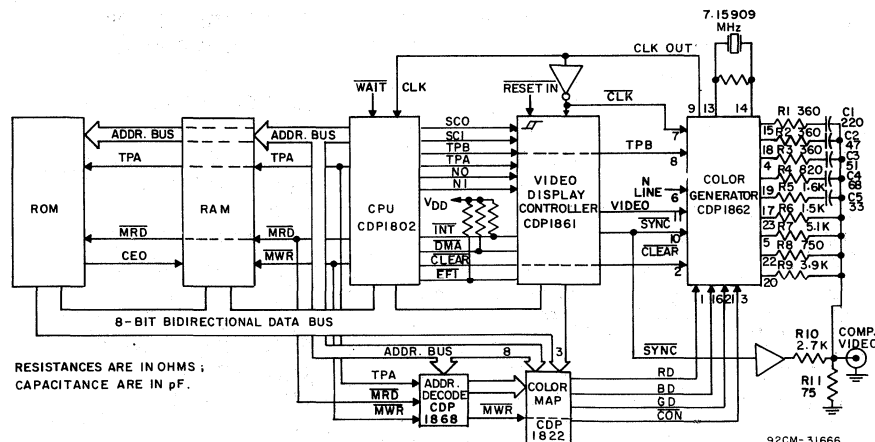 7.15909
MHz
CLK OUT
WAIT
CLK
RESET IN
CLK
9 13 14
R1 360
C1
220
15 R2 360
C2
47
18 R3 360
C3
51
4 R4 820
C4
68
19 R5 1.6K
C5
33
17 R6 1.5K
23 R7 5.1K
5 R8 750
22 R9 3.9K
20
7
8
6
1
10
2
ADDR. BUS
ADDR. BUS
TPA
TPA
ROM
RAM
MRD
MRD
CEO
MWR
CPU
CDP1802
SCO
SCI
TPB
TPA
NO
NI
VDD
INT
DMA
CLEAR
EFI
VIDEO
DISPLAY
CONTROLLER
CDP1861
TPB
N
LINE
VIDEO
SYNC
CLEAR
COLOR
GENERATOR
CDP1862
1 16 21 3
8-BIT BIDIRECTIONAL DATA BUS
ADDR. BUS
8
3
RESISTANCES ARE IN OHMS;
CAPACITANCE ARE IN pF.
TPA
MRD
MWR
ADDR.
DECODE
CDP
1868
MWR
COLOR
MAP
CDP
1822
RD
BD
GD
CON
SYNC
R10
2.7K
COMP.
VIDEO
R11
75
92CM-31666